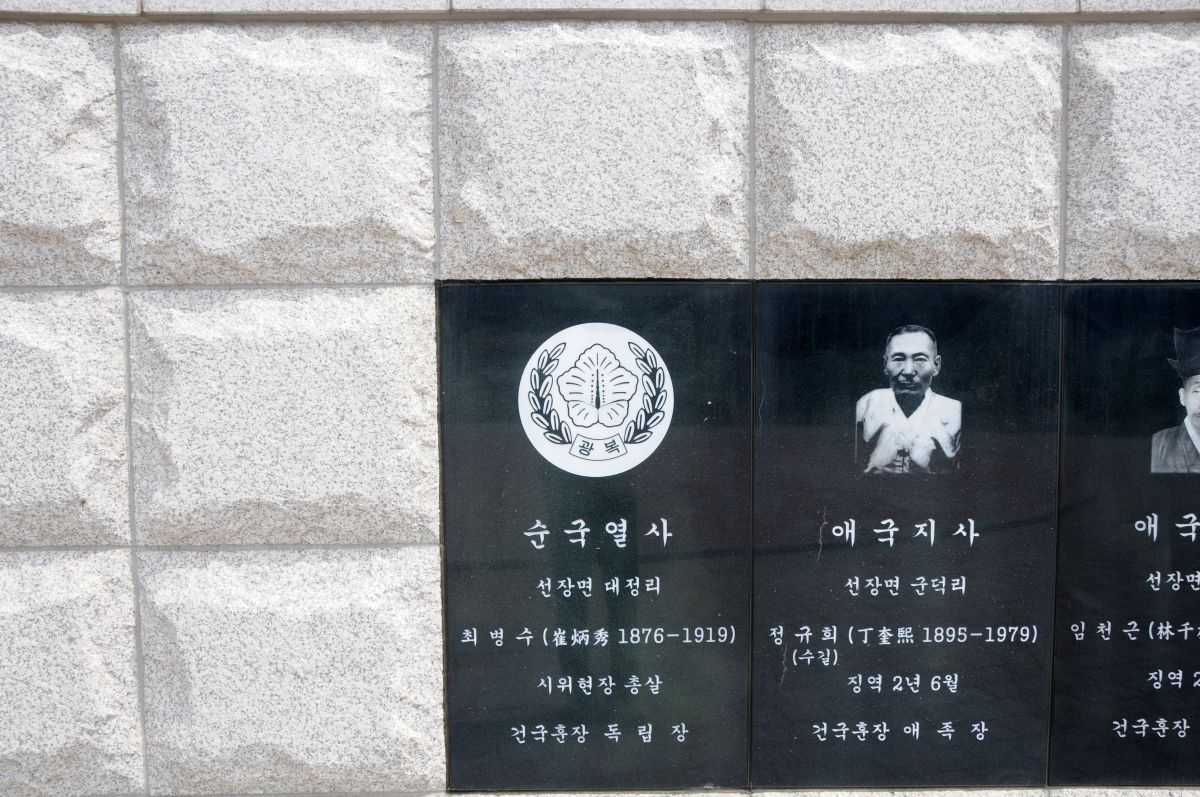 광복
순국열사
선장면 대정리
최병수 (崔炳秀 1876-1919)
시위현장 총살
건국훈장 독립장
애국지사
선장면 군덕리
정규희 (丁奎熙 1895-1979)
(수길)
징역 2년 6월
건국훈장 애족장
애국
선장면
임천근 (林千
징역 2
건국훈장